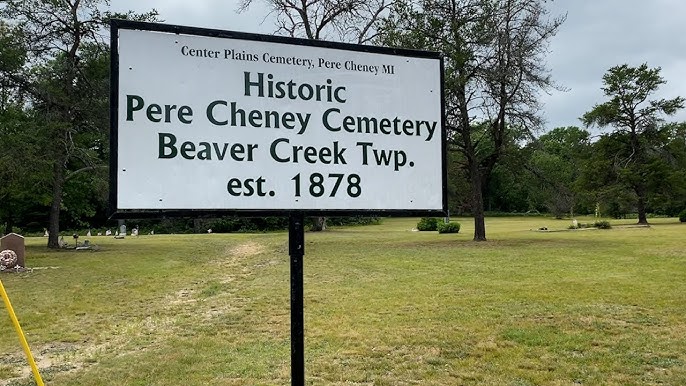 Center Plains Cemetery, Pere Cheney MI
Historic
Pere Cheney Cemetery
Beaver Creek Twp.
est. 1878